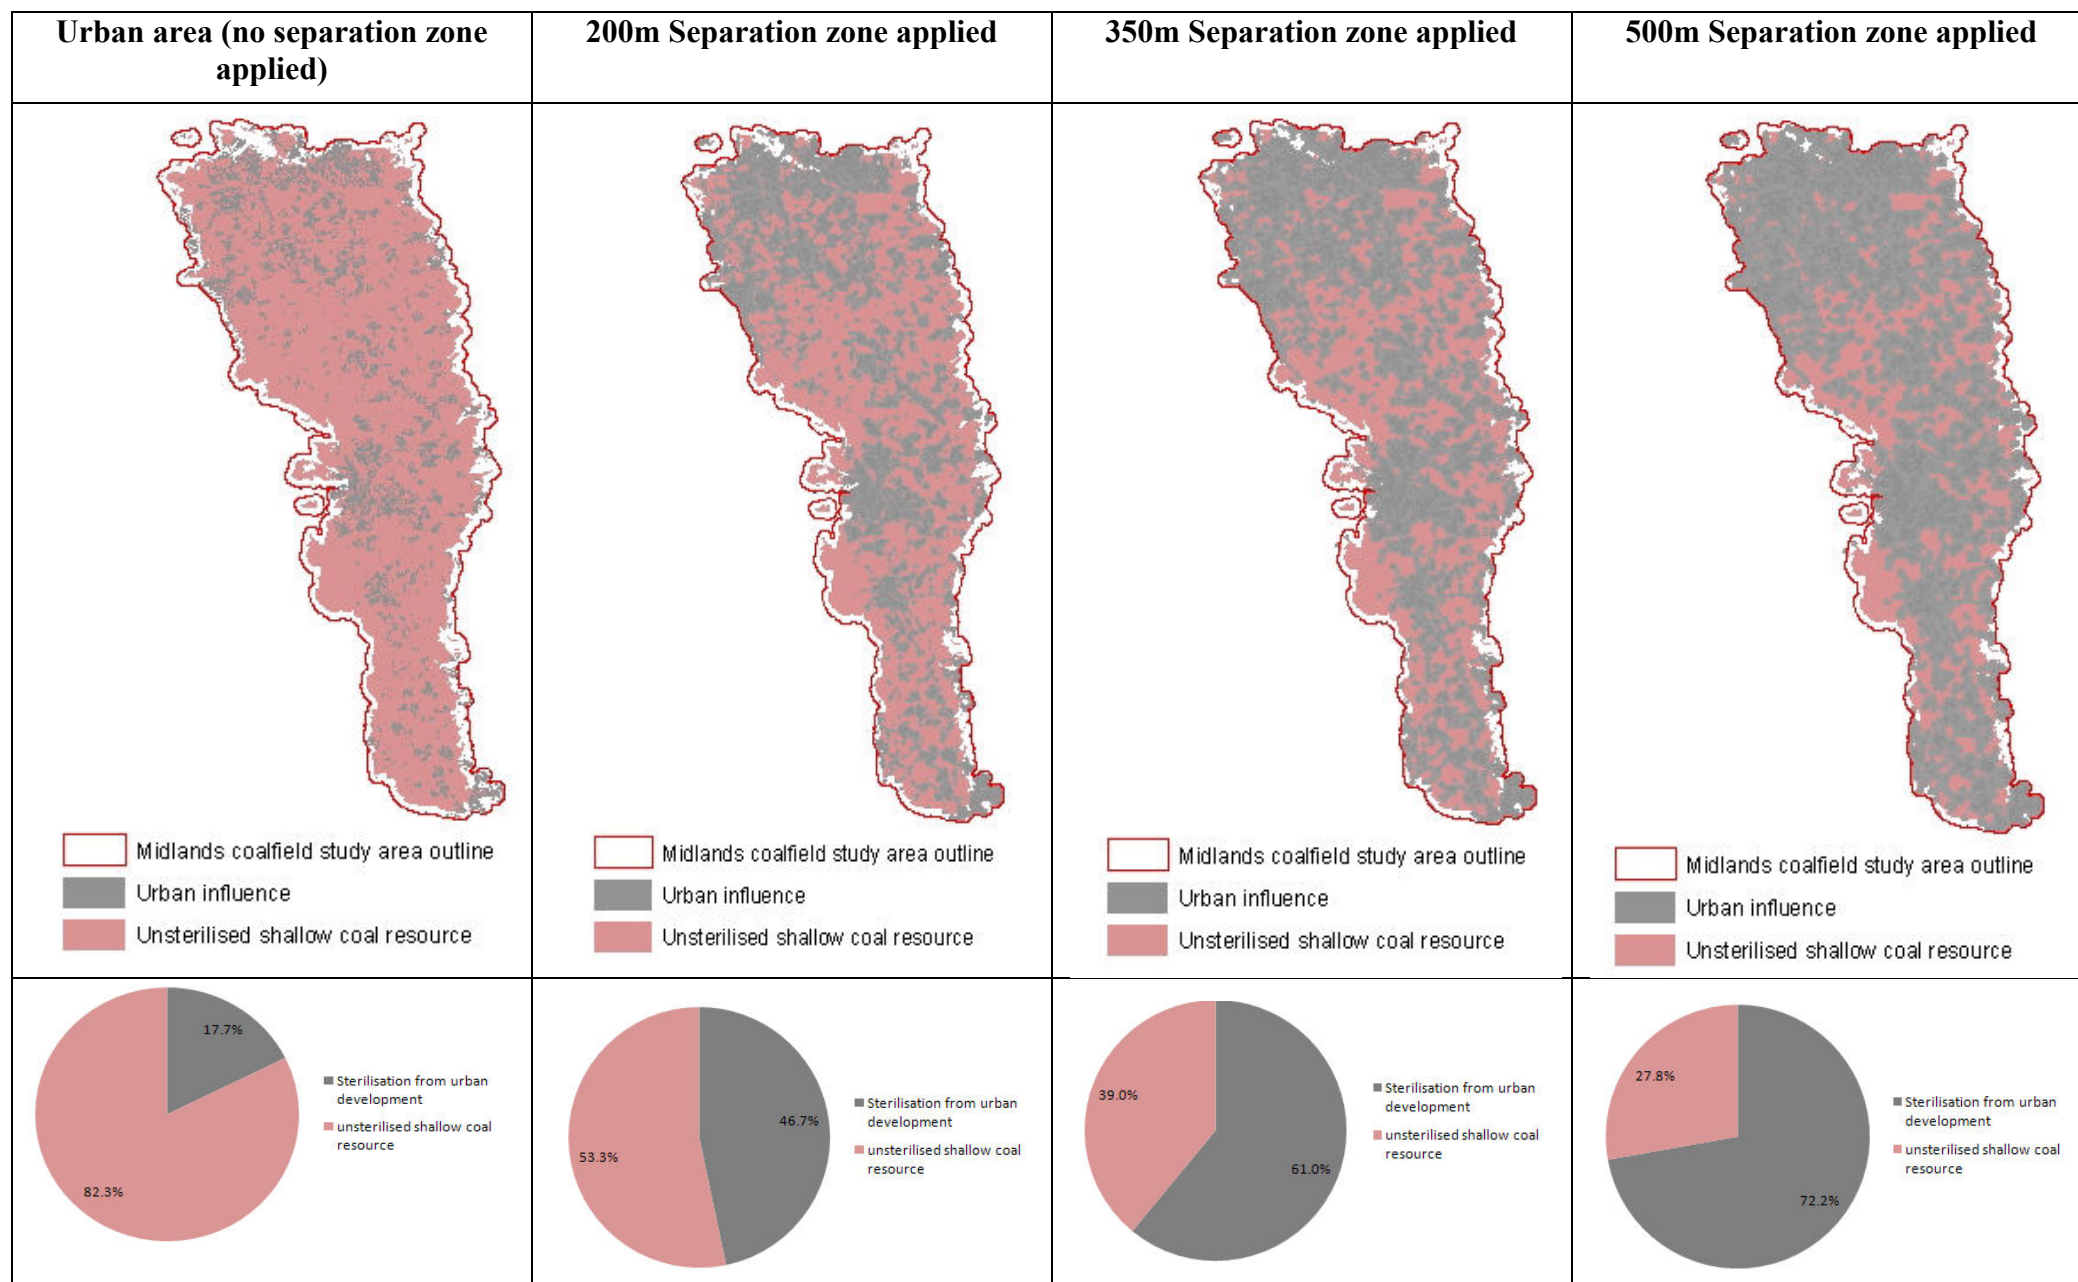 Urban area (no separation zone
applied)
200m Separation zone applied
350m Separation zone applied
500m Separation zone applied
Midlands coalfield study area outline
Urban influence
Unsterilised shallow coal resource
Midlands coalfield study area outline
Urban influence
Unsterilised shallow coal resource
Midlands coalfield study area outline
Urban influence
Unsterilised shallow coal resource
Midlands coalfield study area outline
Urban influence
Unsterilised shallow coal resource
17.7%
82.3%
Sterilisation from urban
development
unsterilised shallow coal
resource
46.7%
53.3%
Sterilisation from urban
development
unsterilised shallow coal
resource
39.0%
61.0%
Sterilisation from urban
development
unsterilised shallow coal
resource
27.8%
72.2%
Sterilisation from urban
development
unsterilised shallow coal
resource